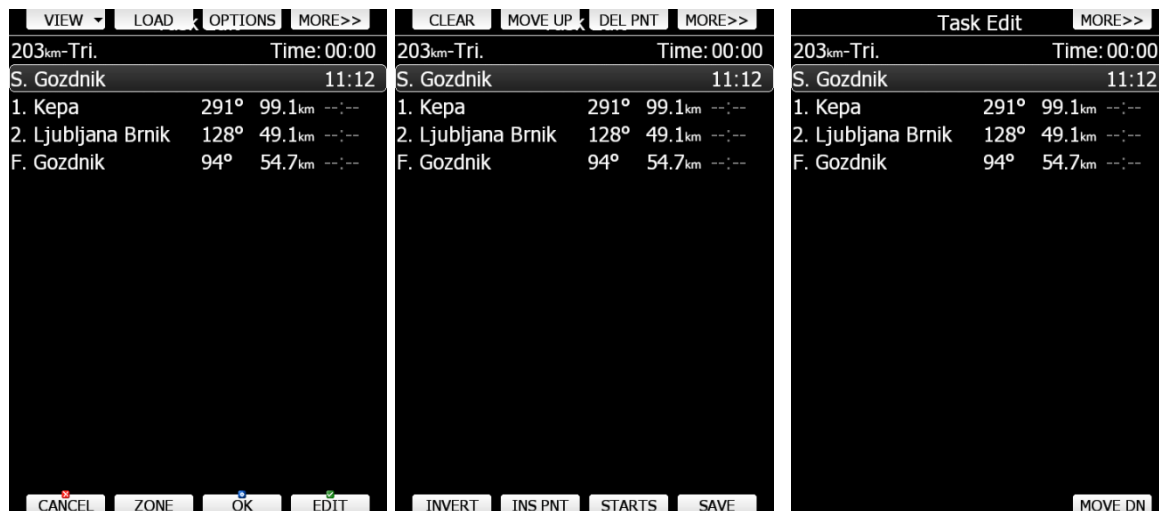 VIEW LOAD OPTIONS MORE>>
Task Edit
203km-Tri. Time: 00:00
S. Gozdnik 11:12
1. Kepa 291° 99.1km --:--
2. Ljubljana Brnik 128° 49.1km --:--
F. Gozdnik 94° 54.7km --:--
CANCEL ZONE OK EDIT
CLEAR MOVE UP DEL PNT MORE>>
Task Edit
203km-Tri. Time: 00:00
S. Gozdnik 11:12
1. Kepa 291° 99.1km --:--
2. Ljubljana Brnik 128° 49.1km --:--
F. Gozdnik 94° 54.7km --:--
INVERT INS PNT STARTS SAVE
Task Edit MORE>>
203km-Tri. Time: 00:00
S. Gozdnik 11:12
1. Kepa 291° 99.1km --:--
2. Ljubljana Brnik 128° 49.1km --:--
F. Gozdnik 94° 54.7km --:--
MOVE DN